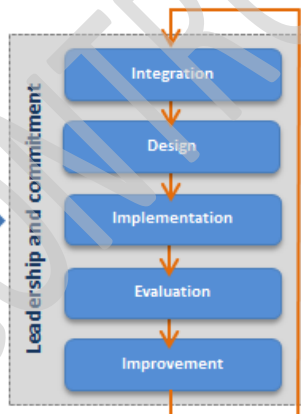 Leadership and commitment
Integration
Design
Implementation
Evaluation
Improvement